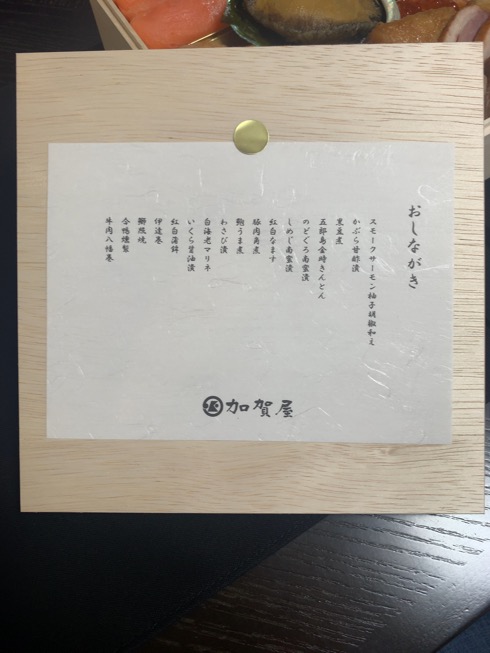 おしながき
スモークサーモン柚子胡椒和え
かぶら甘酢漬
黒豆煮
五郎島金時きんとん
のどぐろ南蛮漬
しめじ南蛮漬
紅白なます
豚肉角煮
鮑うま煮
わさび漬
白海老マリネ
いくら醤油漬
紅白蒲鉾
伊達巻
合鴨燻製
牛肉八幡巻
加賀屋